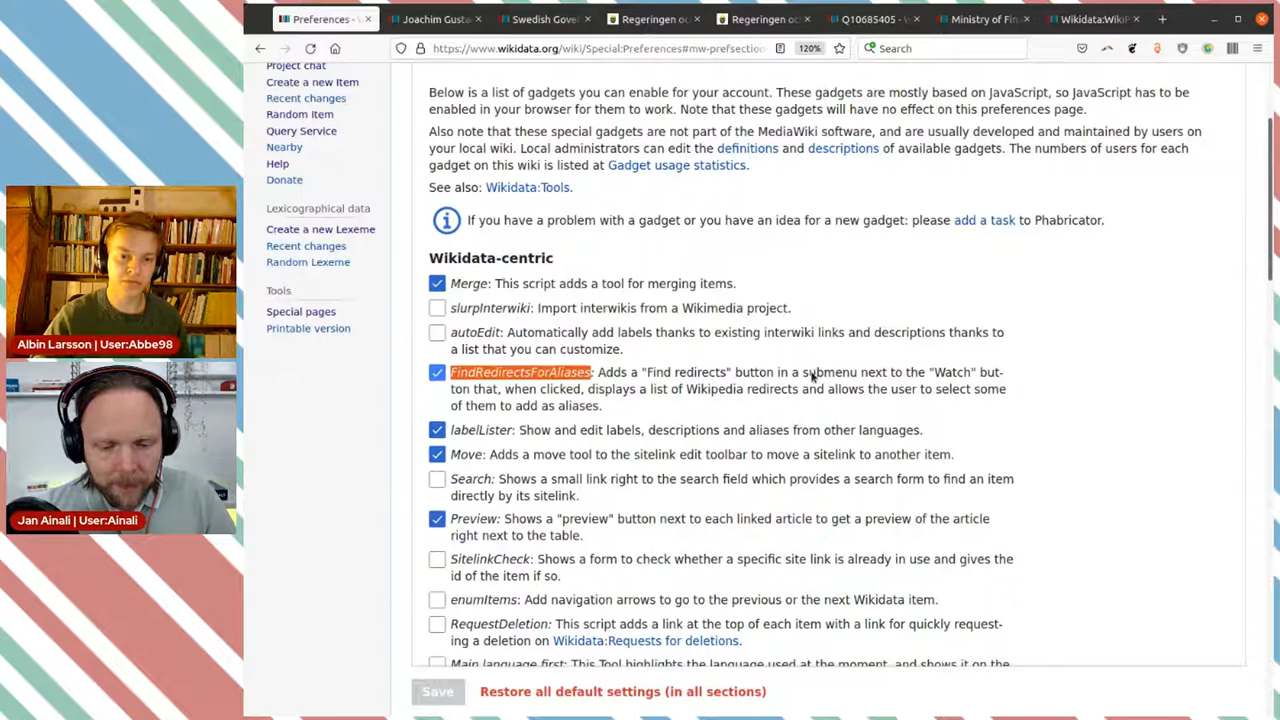 Preferences - W
Joachim Gusta
Swedish Gove
Regeringen oc
Regeringen oc
Q10685405 - W
Ministry of Fin
Wikidata:WikiP
https://www.wikidata.org/wiki/Special:Preferences#mw-prefsection
120%
Search
Project chat
Create a new Item
Recent changes
Random Item
Query Service
Nearby
Help
Donate
Lexicographical data
Create a new Lexeme
Recent changes
Random Lexeme
Tools
Special pages
Printable version
Below is a list of gadgets you can enable for your account. These gadgets are mostly based on JavaScript, so JavaScript has to be
enabled in your browser for them to work. Note that these gadgets will have no effect on this preferences page.
Also note that these special gadgets are not part of the MediaWiki software, and are usually developed and maintained by users on
your local wiki. Local administrators can edit the definitions and descriptions of available gadgets. The numbers of users for each
gadget on this wiki is listed at Gadget usage statistics.
See also: Wikidata:Tools.
If you have a problem with a gadget or you have an idea for a new gadget: please add a task to Phabricator.
Wikidata-centric
Merge: This script adds a tool for merging items.
slurpInterwiki: Import interwikis from a Wikimedia project.
autoEdit: Automatically add labels thanks to existing interwiki links and descriptions thanks to
a list that you can customize.
FindRedirectsForAliases: Adds a "Find redirects" button in a submenu next to the "Watch" but-
ton that, when clicked, displays a list of Wikipedia redirects and allows the user to select some
of them to add as aliases.
labelLister: Show and edit labels, descriptions and aliases from other languages.
Move: Adds a move tool to the sitelink edit toolbar to move a sitelink to another item.
Search: Shows a small link right to the search field which provides a search form to find an item
directly by its sitelink.
Preview: Shows a "preview" button next to each linked article to get a preview of the article
right next to the table.
SitelinkCheck: Shows a form to check whether a specific site link is already in use and gives the
id of the item if so.
enumItems: Add navigation arrows to go to the previous or the next Wikidata item.
RequestDeletion: This script adds a link at the top of each item with a link for quickly request-
ing a deletion on Wikidata:Requests for deletions.
Main language first: This Tool highlights the language used at the moment, and shows it on the
Save
Restore all default settings (in all sections)
Albin Larsson | User:Abbe98
Jan Ainali | User:Ainali